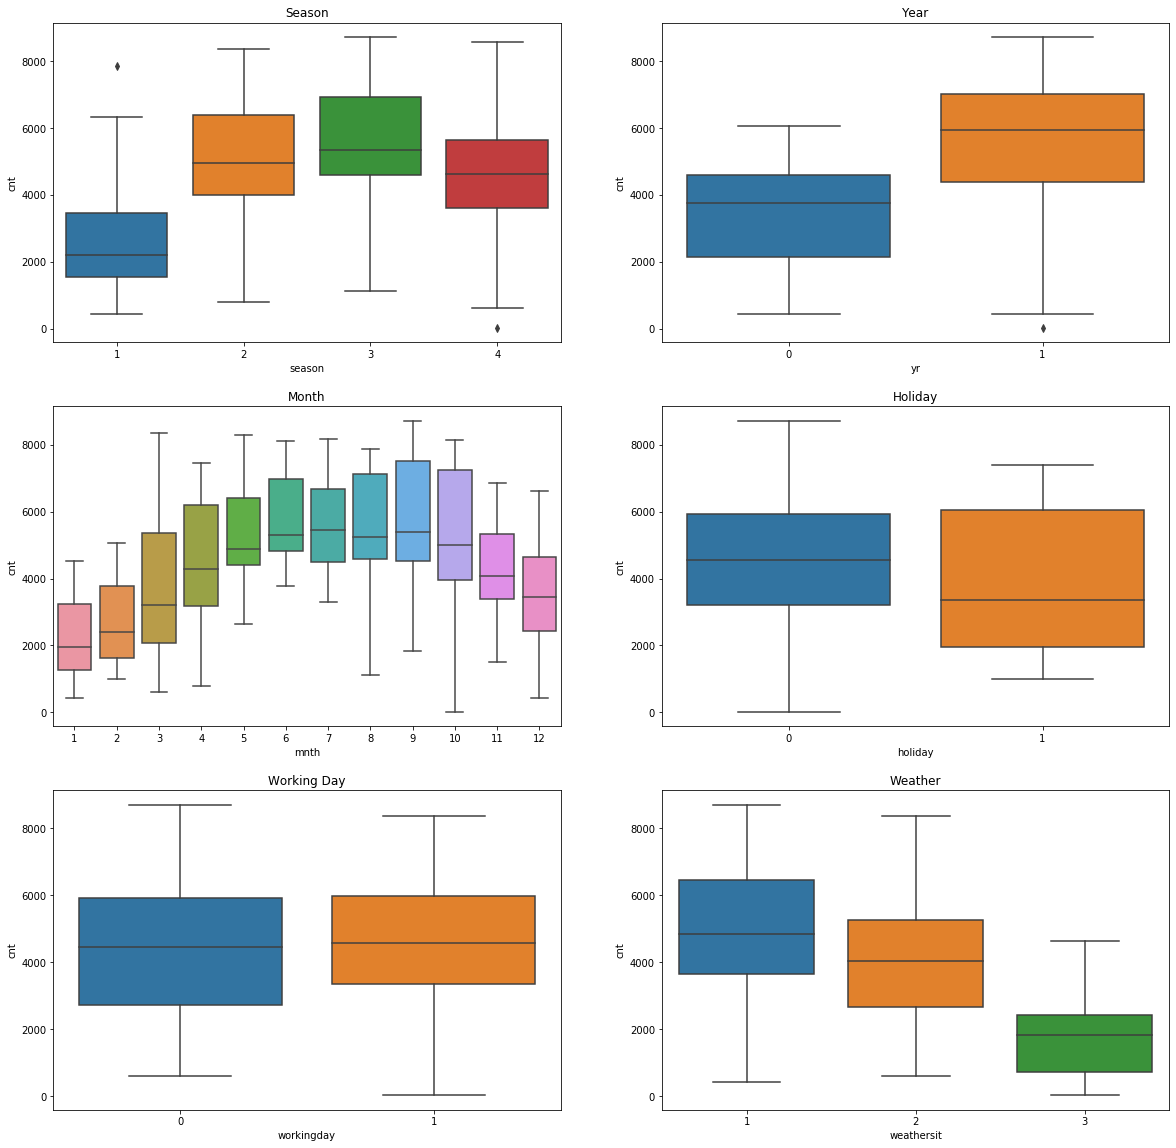 Season
8000
6000
4000
2000
0
cnt
1 2 3 4
season
Year
8000
6000
4000
2000
0
cnt
0 1
yr
Month
8000
6000
4000
2000
0
cnt
1 2 3 4 5 6 7 8 9 10 11 12
mnth
Holiday
8000
6000
4000
2000
0
cnt
0 1
holiday
Working Day
8000
6000
4000
2000
0
cnt
0 1
workingday
Weather
8000
6000
4000
2000
0
cnt
1 2 3
weathersit